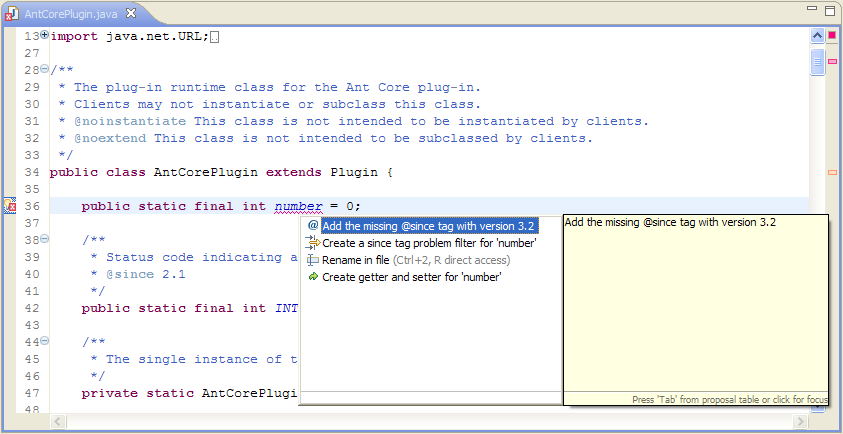 AntCorePlugin.java
13 import java.net.URL;
27
28 /**
29 * The plug-in runtime class for the Ant Core plug-in.
30 * Clients may not instantiate or subclass this class.
31 * @noinstantiate This class is not intended to be instantiated by clients.
32 * @noextend This class is not intended to be subclassed by clients.
33 */
34 public class AntCorePlugin extends Plugin {
35
36 public static final int number = 0;
37
38 /**
39 * Status code indicating a
40 * @since 2.1
41 */
42 public static final int INT
43
44 /**
45 * The single instance of t
46 */
47 private static AntCorePlugi
48
@ Add the missing @since tag with version 3.2
Create a since tag problem filter for 'number'
Rename in file (Ctrl+2, R direct access)
Create getter and setter for 'number'
Add the missing @since tag with version 3.2
Press 'Tab' from proposal table or click for focus